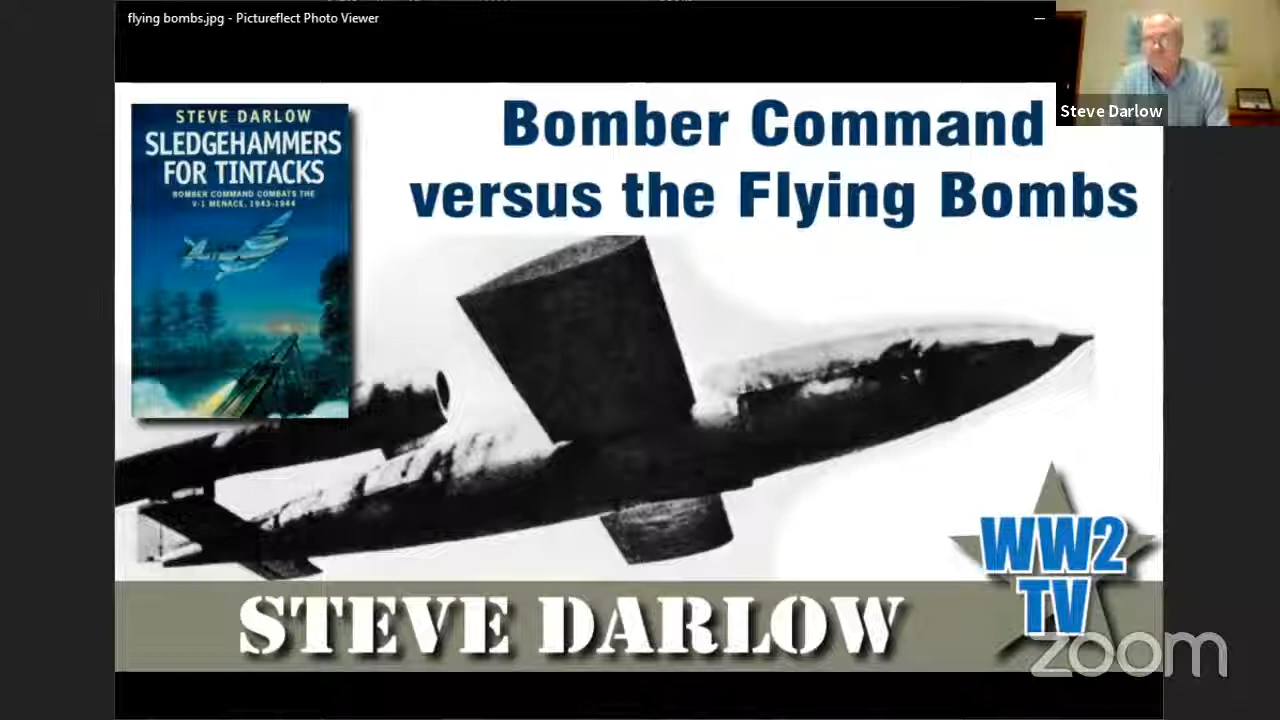 flying bombs.jpg - Pictureflect Photo Viewer
Steve Darlow
STEVE DARLOW
SLEDGEHAMMERS
FOR TINTACKS
BOMBER COMMAND COMBATS THE
V-1 MENACE, 1943-1944
Bomber Command
versus the Flying Bombs
WW2
TV
STEVE DARLOW
zoom